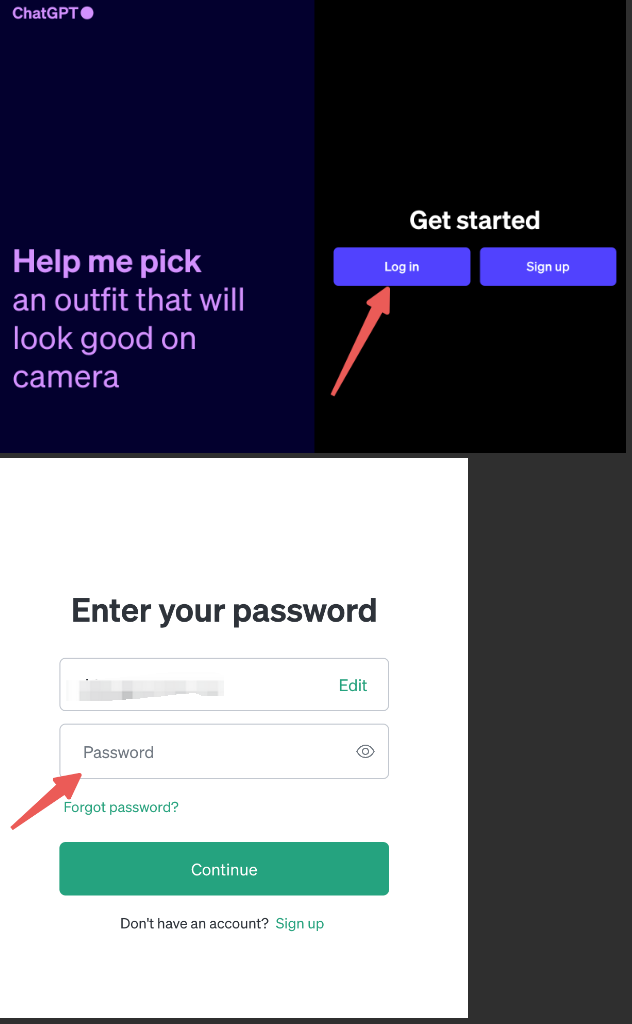 ChatGPT
Help me pick
an outfit that will
look good on
camera
Get started
Log in
Sign up
Enter your password
Edit
Password
Forgot password?
Continue
Don't have an account? Sign up